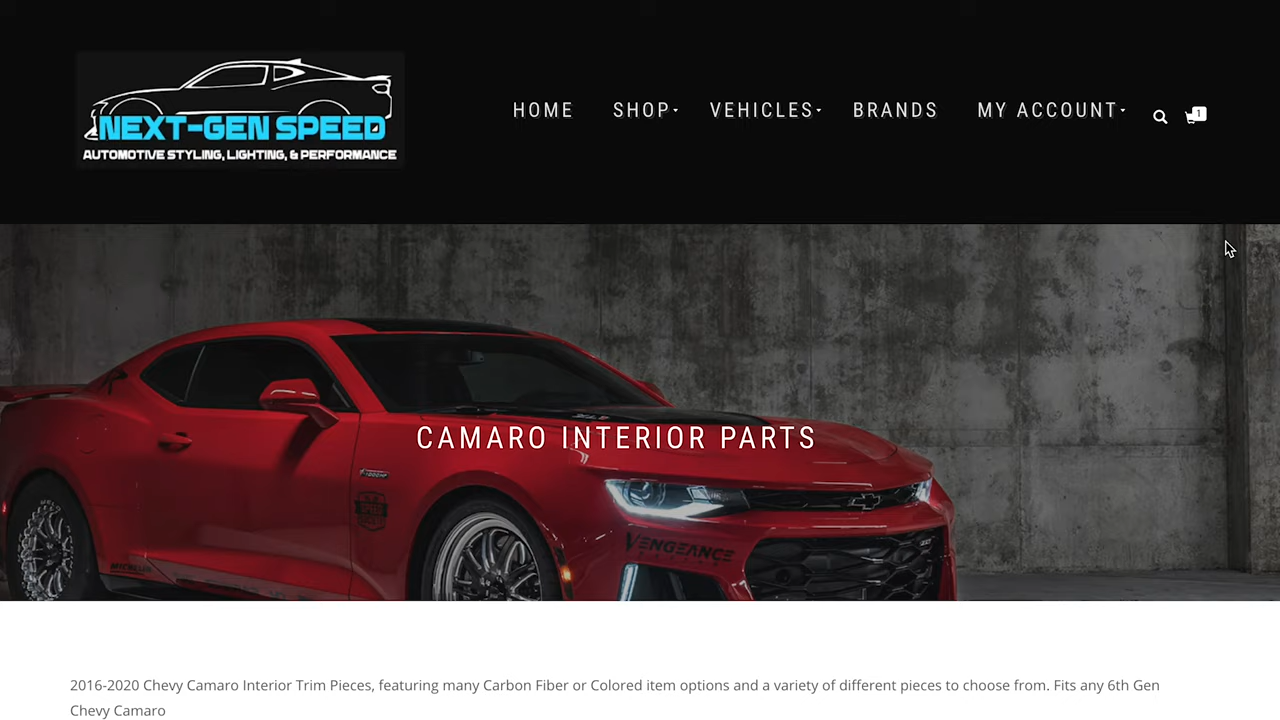 NEXT-GEN SPEED
AUTOMOTIVE STYLING, LIGHTING, & PERFORMANCE
HOME SHOP VEHICLES BRANDS MY ACCOUNT 1
CAMARO INTERIOR PARTS
SPEED
VENGEANCE
MICHELIN
2016-2020 Chevy Camaro Interior Trim Pieces, featuring many Carbon Fiber or Colored item options and a variety of different pieces to choose from. Fits any 6th Gen
Chevy Camaro